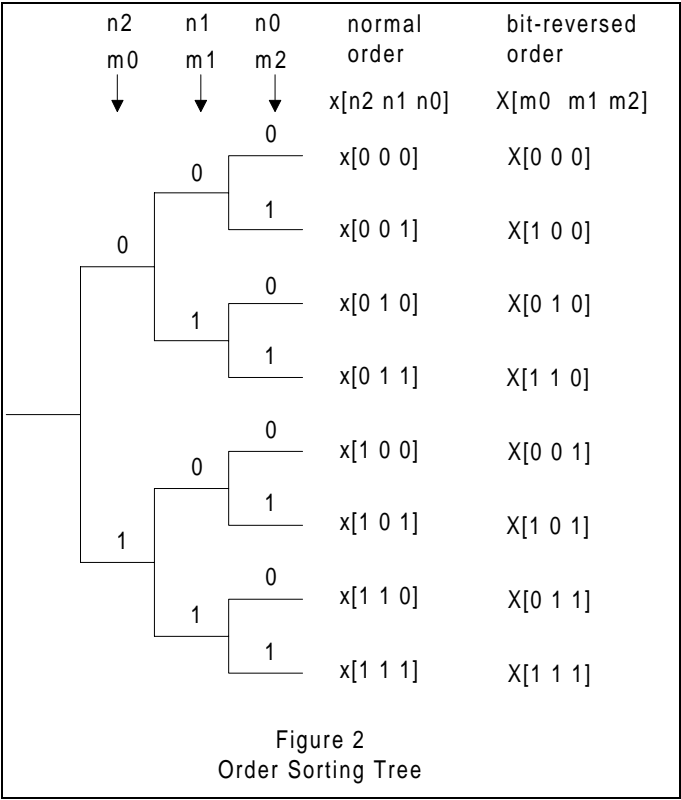 n2 n1 n0 normal order bit-reversed order
m0 m1 m2
x[n2 n1 n0] X[m0 m1 m2]
0
x[0 0 0] X[0 0 0]
0
1
x[0 0 1] X[1 0 0]
0
0
x[0 1 0] X[0 1 0]
1
1
x[0 1 1] X[1 1 0]
0
x[1 0 0] X[0 0 1]
0
1
x[1 0 1] X[1 0 1]
1
0
x[1 1 0] X[0 1 1]
1
1
x[1 1 1] X[1 1 1]
Figure 2
Order Sorting Tree